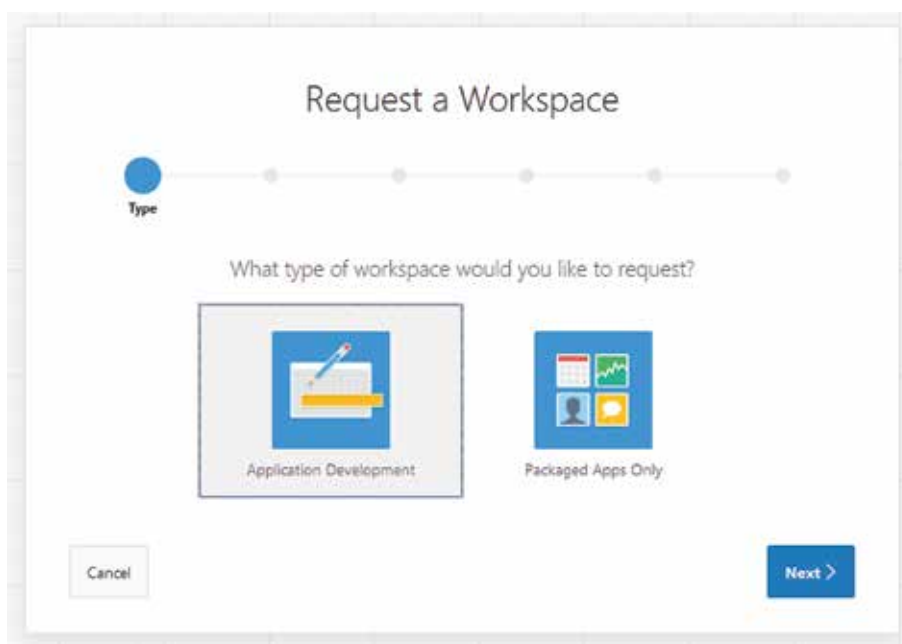 Request a Workspace
Type
What type of workspace would you like to request?
Application Development
Packaged Apps Only
Cancel
Next >